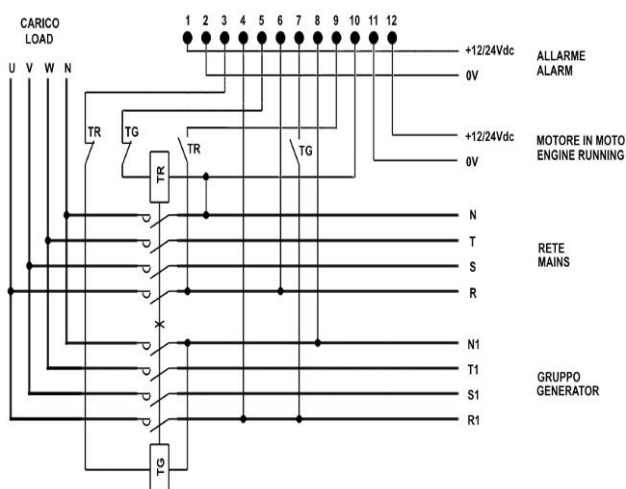 CARICO
LOAD
1 2 3 4 5 6 7 8 9 10 11 12
+12/24Vdc
ALLARME
ALARM
0V
U V W N
TR TG TR TG
+12/24Vdc
MOTORE IN MOTO
ENGINE RUNNING
0V
TR
N
T
RETE
MAINS
S
R
N1
T1
GRUPPO
GENERATOR
S1
R1
TG